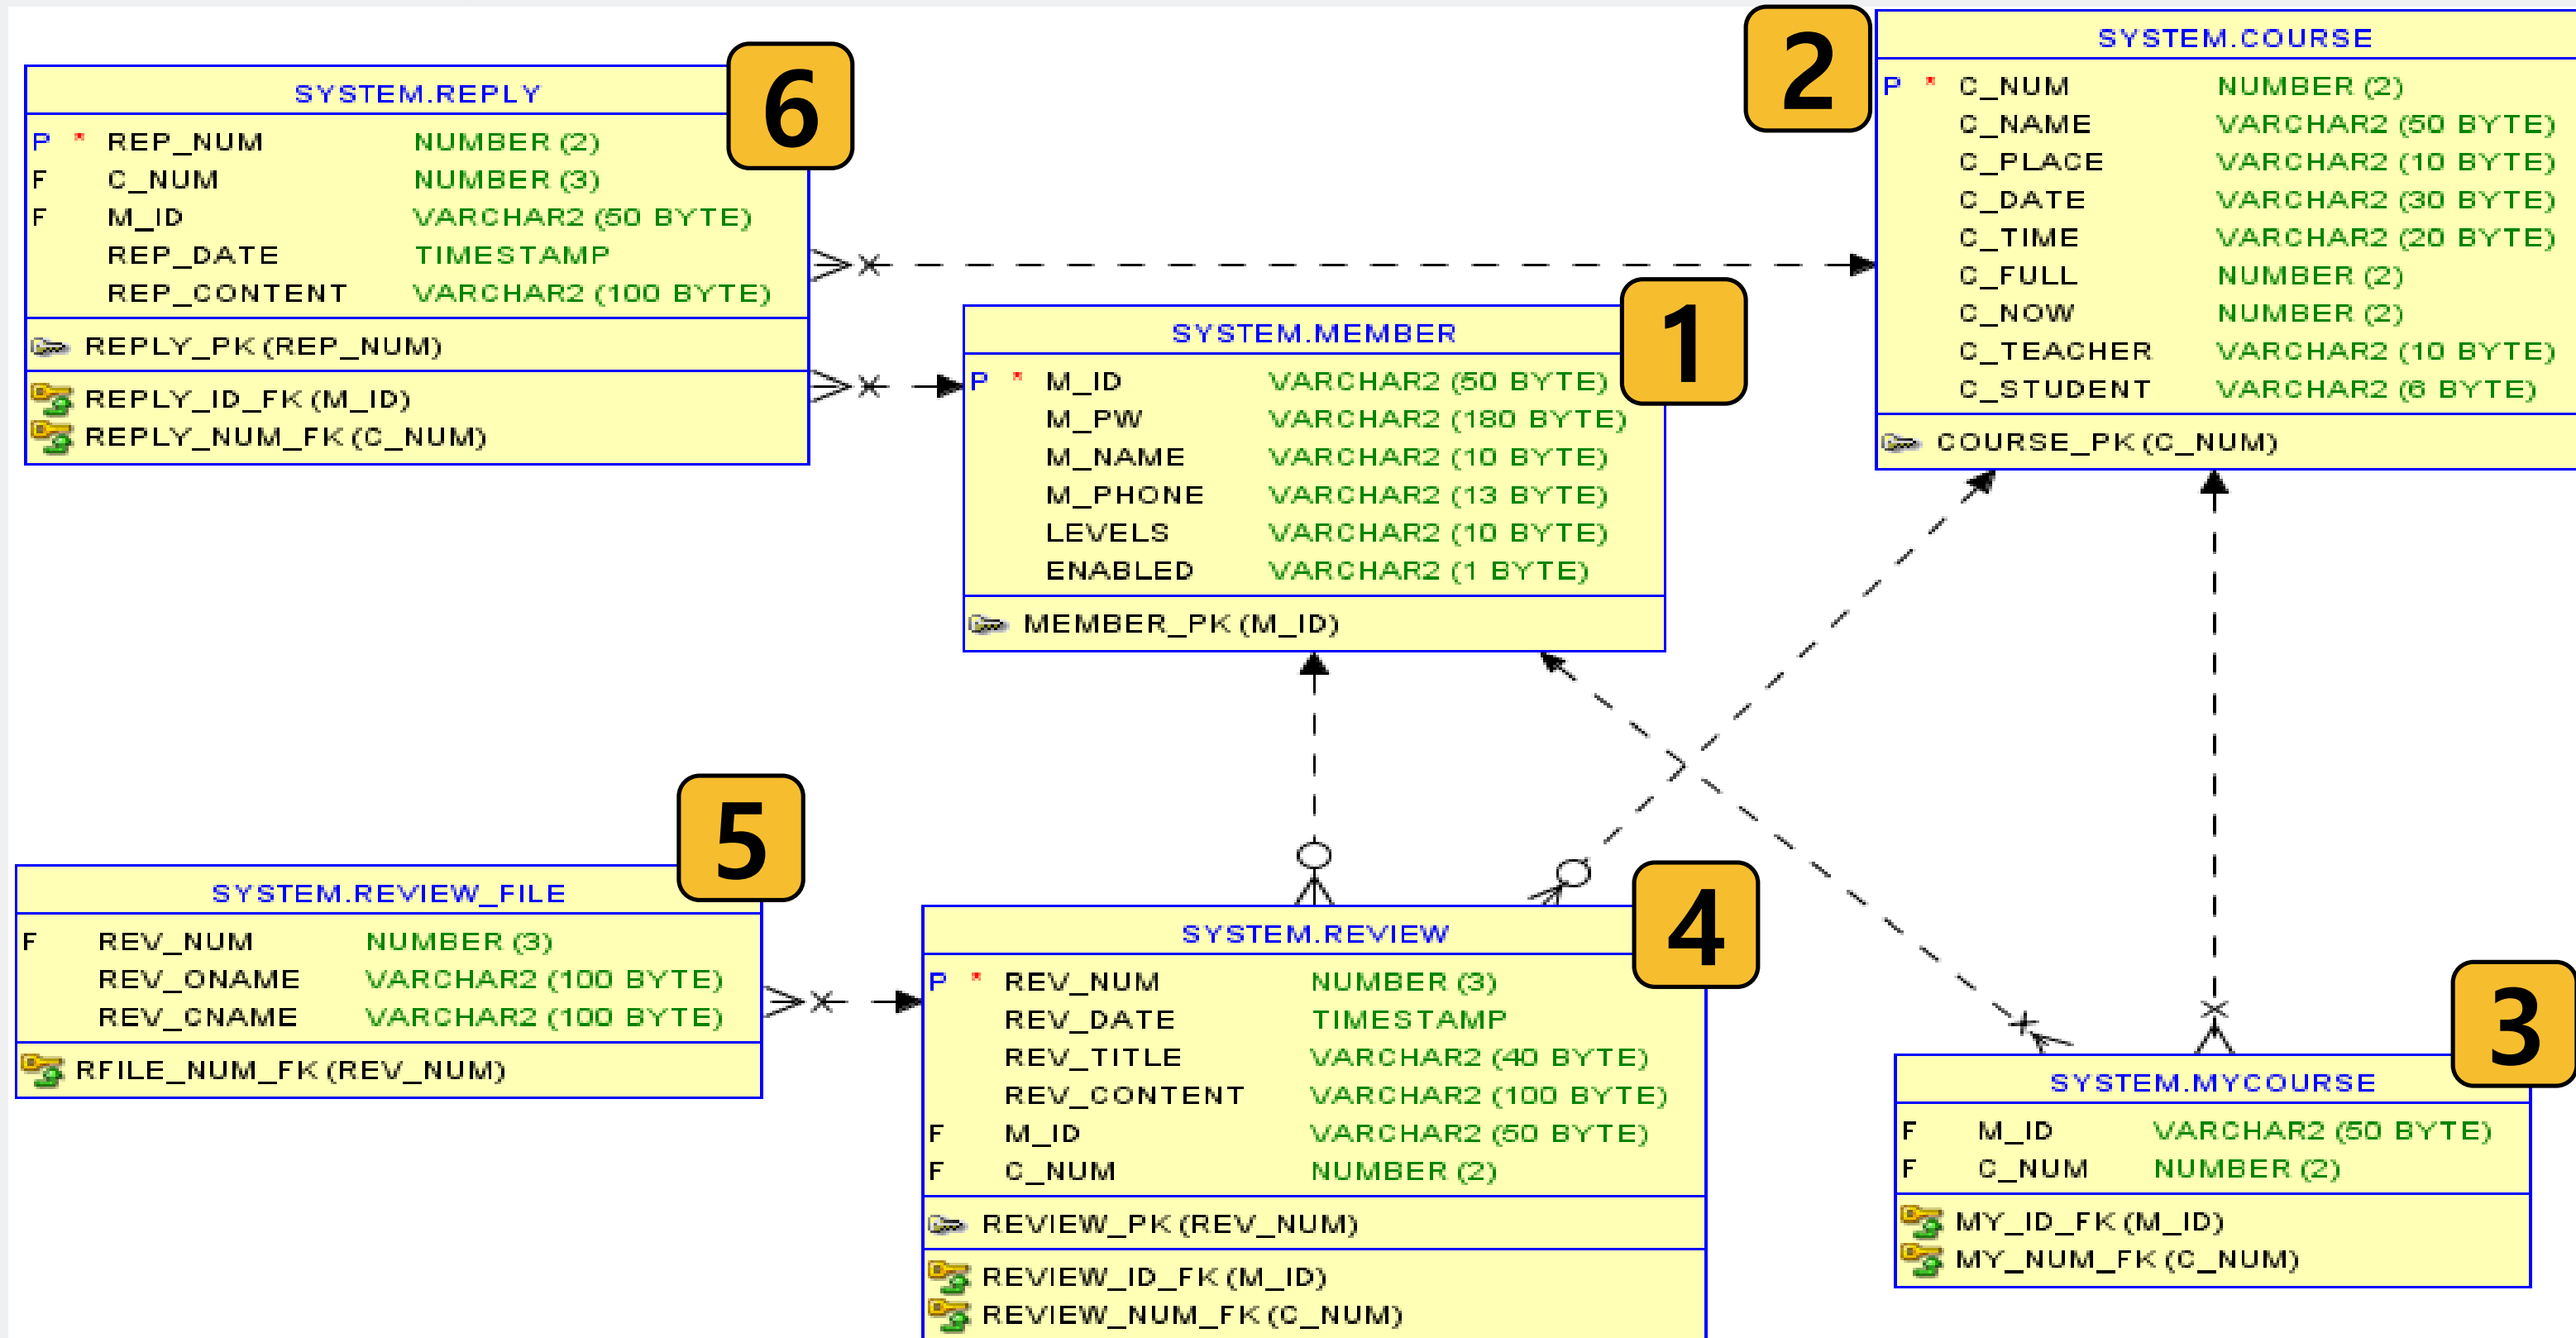 6
SYSTEM.REPLY
P * REP_NUM NUMBER (2)
F C_NUM NUMBER (3)
F M_ID VARCHAR2 (50 BYTE)
REP_DATE TIMESTAMP
REP_CONTENT VARCHAR2 (100 BYTE)
REPLY_PK (REP_NUM)
REPLY_ID_FK (M_ID)
REPLY_NUM_FK (C_NUM)
2
SYSTEM.COURSE
P * C_NUM NUMBER (2)
C_NAME VARCHAR2 (50 BYTE)
C_PLACE VARCHAR2 (10 BYTE)
C_DATE VARCHAR2 (30 BYTE)
C_TIME VARCHAR2 (20 BYTE)
C_FULL NUMBER (2)
C_NOW NUMBER (2)
C_TEACHER VARCHAR2 (10 BYTE)
C_STUDENT VARCHAR2 (6 BYTE)
COURSE_PK (C_NUM)
1
SYSTEM.MEMBER
P * M_ID VARCHAR2 (50 BYTE)
M_PW VARCHAR2 (180 BYTE)
M_NAME VARCHAR2 (10 BYTE)
M_PHONE VARCHAR2 (13 BYTE)
LEVELS VARCHAR2 (10 BYTE)
ENABLED VARCHAR2 (1 BYTE)
MEMBER_PK (M_ID)
5
SYSTEM.REVIEW_FILE
F REV_NUM NUMBER (3)
REV_ONAME VARCHAR2 (100 BYTE)
REV_CNAME VARCHAR2 (100 BYTE)
RFILE_NUM_FK (REV_NUM)
4
SYSTEM.REVIEW
P * REV_NUM NUMBER (3)
REV_DATE TIMESTAMP
REV_TITLE VARCHAR2 (40 BYTE)
REV_CONTENT VARCHAR2 (100 BYTE)
F M_ID VARCHAR2 (50 BYTE)
F C_NUM NUMBER (2)
REVIEW_PK (REV_NUM)
REVIEW_ID_FK (M_ID)
REVIEW_NUM_FK (C_NUM)
3
SYSTEM.MYCOURSE
F M_ID VARCHAR2 (50 BYTE)
F C_NUM NUMBER (2)
MY_ID_FK (M_ID)
MY_NUM_FK (C_NUM)